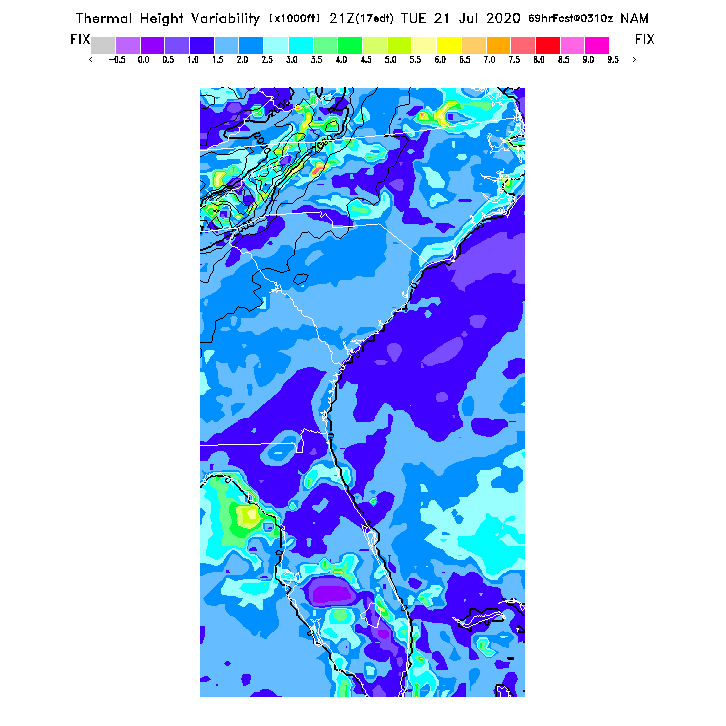 Thermal Height Variability [x1000ft] 21Z(17edt) TUE 21 Jul 2020 69hrFcst@0310z NAM
FIX FIX
< -0.5 0.0 0.5 1.0 1.5 2.0 2.5 3.0 3.5 4.0 4.5 5.0 5.5 6.0 6.5 7.0 7.5 8.0 8.5 9.0 9.5 >